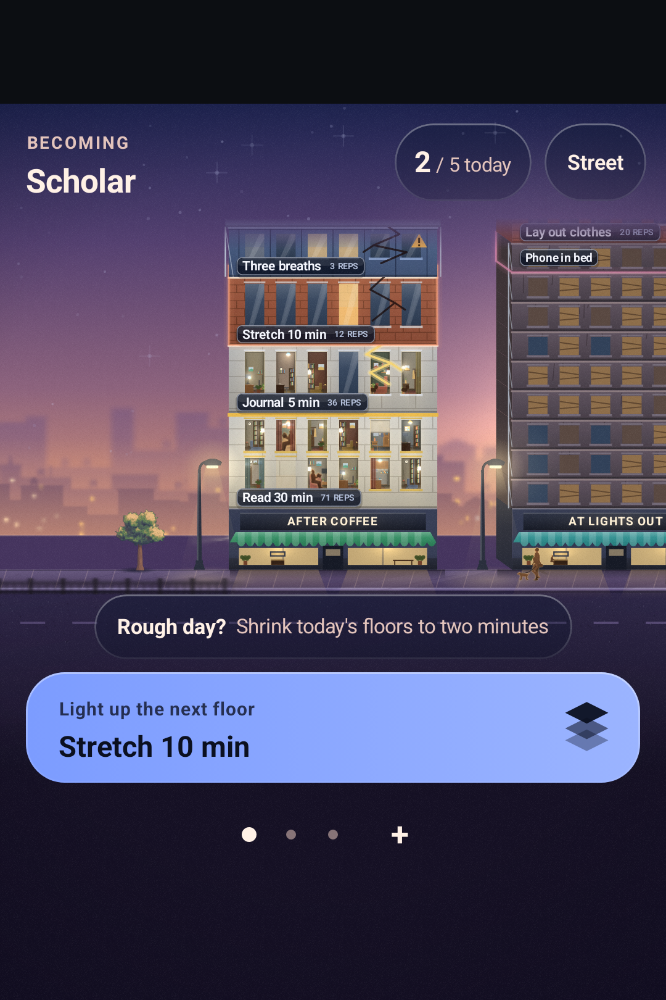 BECOMING
Scholar
2 / 5 today
Street
Three breaths 3 REPS
Stretch 10 min 12 REPS
Journal 5 min 36 REPS
Read 30 min 71 REPS
AFTER COFFEE
Lay out clothes 20 REPS
Phone in bed
AT LIGHTS OUT
Rough day? Shrink today's floors to two minutes
Light up the next floor
Stretch 10 min